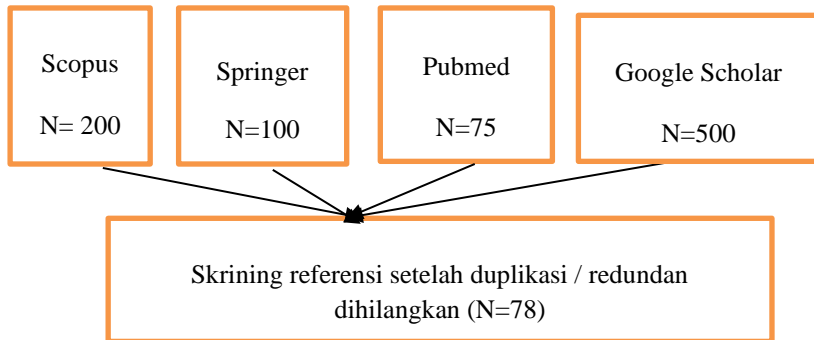 Scopus
N= 200
Springer
N=100
Pubmed
N=75
Google Scholar
N=500
Skrining referensi setelah duplikasi / redundan
dihilangkan (N=78)